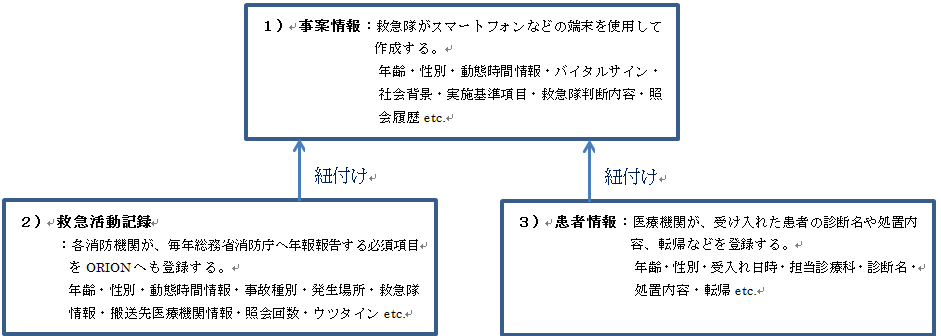 １）事案情報：救急隊がスマートフォンなどの端末を使用して
作成する。
年齢・性別・動態時間情報・バイタルサイン・
社会背景・実施基準項目・救急隊判断内容・照
会履歴 etc.
紐付け
紐付け
２）救急活動記録
：各消防機関が、毎年総務省消防庁へ年報報告する必須項目
を ORION へも登録する。
年齢・性別・動態時間情報・事故種別・発生場所・救急隊
情報・搬送先医療機関情報・照会回数・ウツタイン etc.
３）患者情報：医療機関が、受け入れた患者の診断名や処置内
容、転帰などを登録する。
年齢・性別・受入れ日時・担当診療科・診断名・
処置内容・転帰 etc.